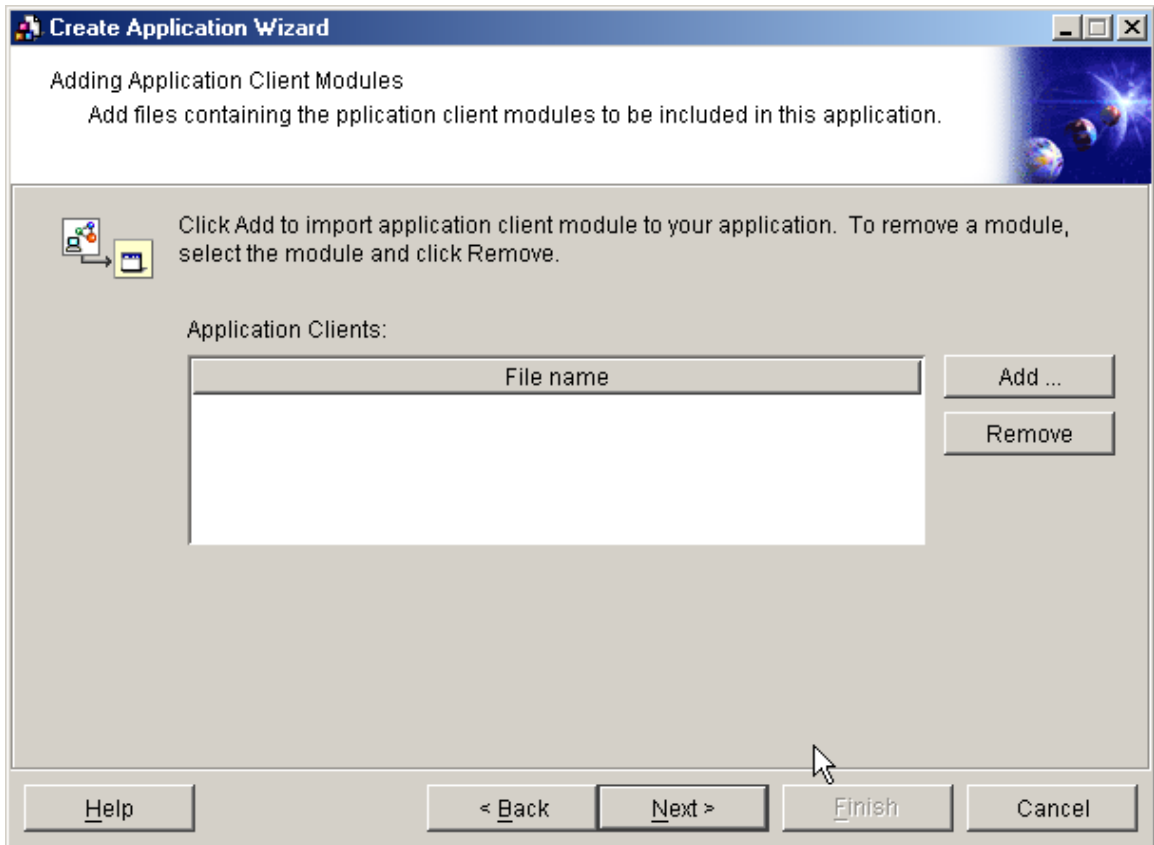 Create Application Wizard
Adding Application Client Modules
Add files containing the pplication client modules to be included in this application.
Click Add to import application client module to your application. To remove a module,
select the module and click Remove.
Application Clients:
File name
Add ...
Remove
Help
< Back
Next >
Finish
Cancel